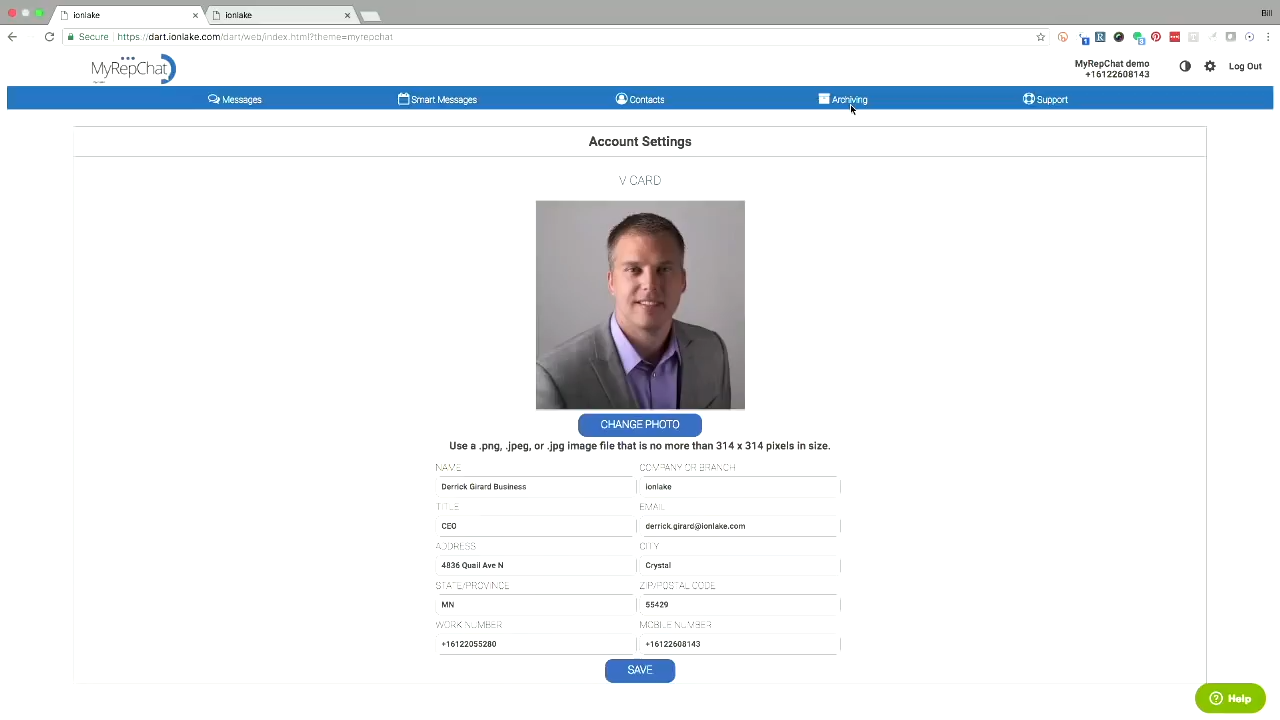 ionlake
ionlake
Bill
Secure https://dart.ionlake.com/dart/web/index.html?theme=myrepchat
MyRepChat
MyRepChat demo
+16122608143
Log Out
Messages
Smart Messages
Contacts
Archiving
Support
Account Settings
V CARD
CHANGE PHOTO
Use a .png, .jpeg, or .jpg image file that is no more than 314 x 314 pixels in size.
NAME COMPANY OR BRANCH
Derrick Girard Business ionlake
TITLE EMAIL
CEO derrick.girard@ionlake.com
ADDRESS CITY
4836 Quail Ave N Crystal
STATE/PROVINCE ZIP/POSTAL CODE
MN 55429
WORK NUMBER MOBILE NUMBER
+16122055280 +16122608143
SAVE
Help